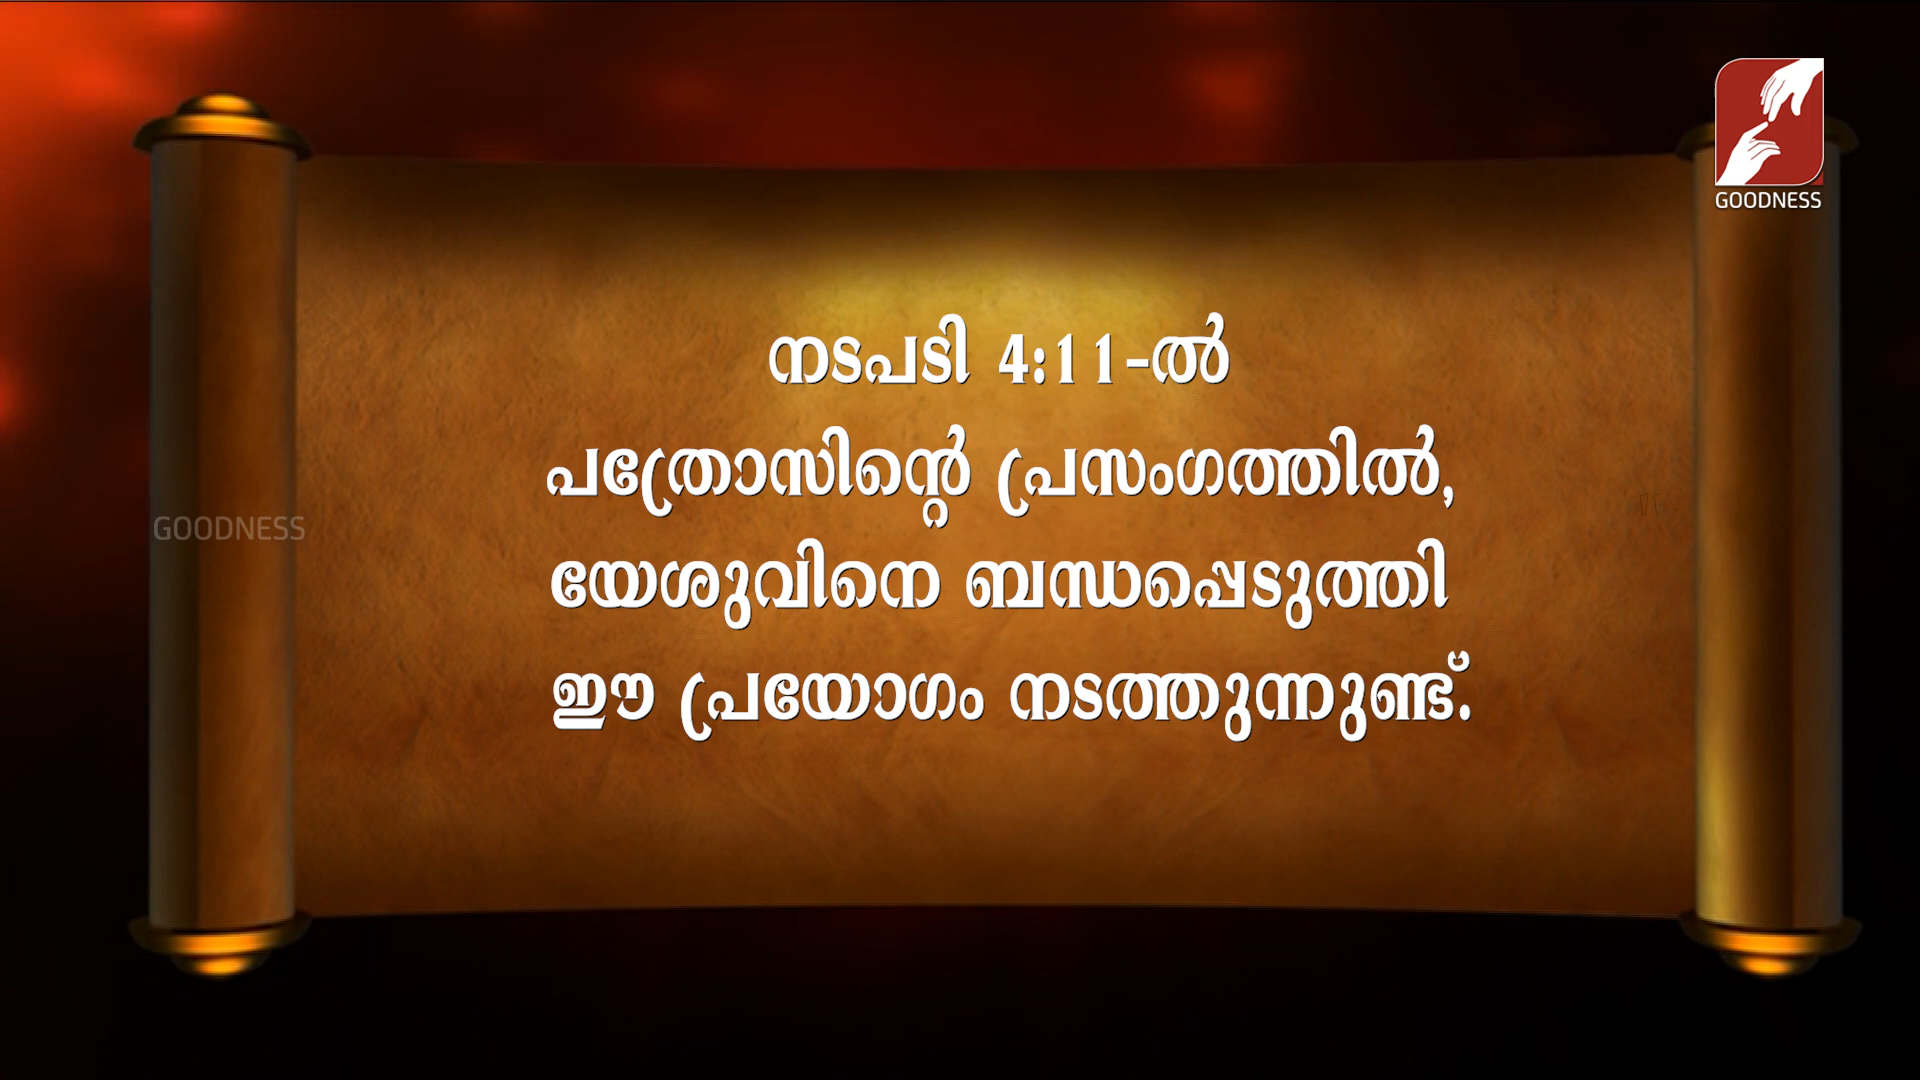 GOODNESS
നടപടി 4:11-ൽ
പത്രോസിന്റെ പ്രസംഗത്തിൽ,
GOODNESS
യേശുവിനെ ബന്ധപ്പെടുത്തി
ഈ പ്രയോഗം നടത്തുന്നുണ്ട്.